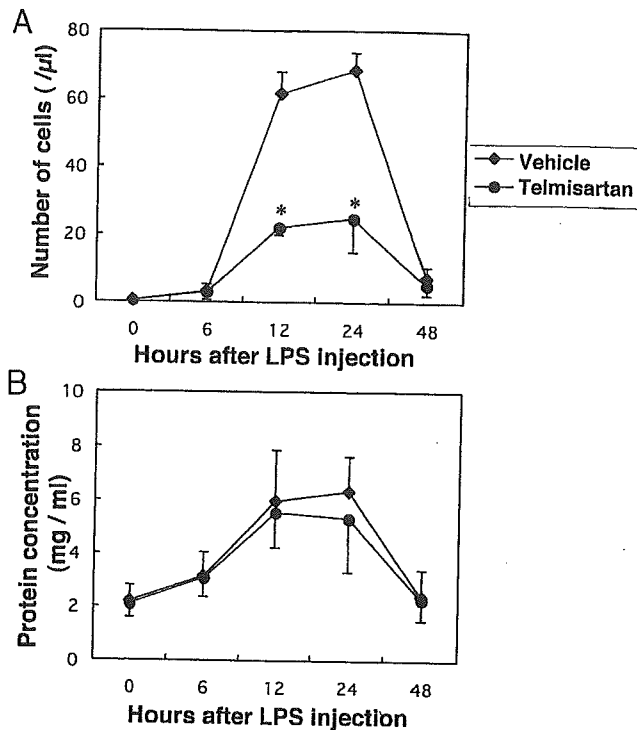 A
Number of cells ( /µl)
80
60
40
20
0
* *
0 6 12 24 48
Hours after LPS injection
Vehicle
Telmisartan
B
Protein concentration
(mg / ml)
10
8
6
4
2
0
0 6 12 24 48
Hours after LPS injection